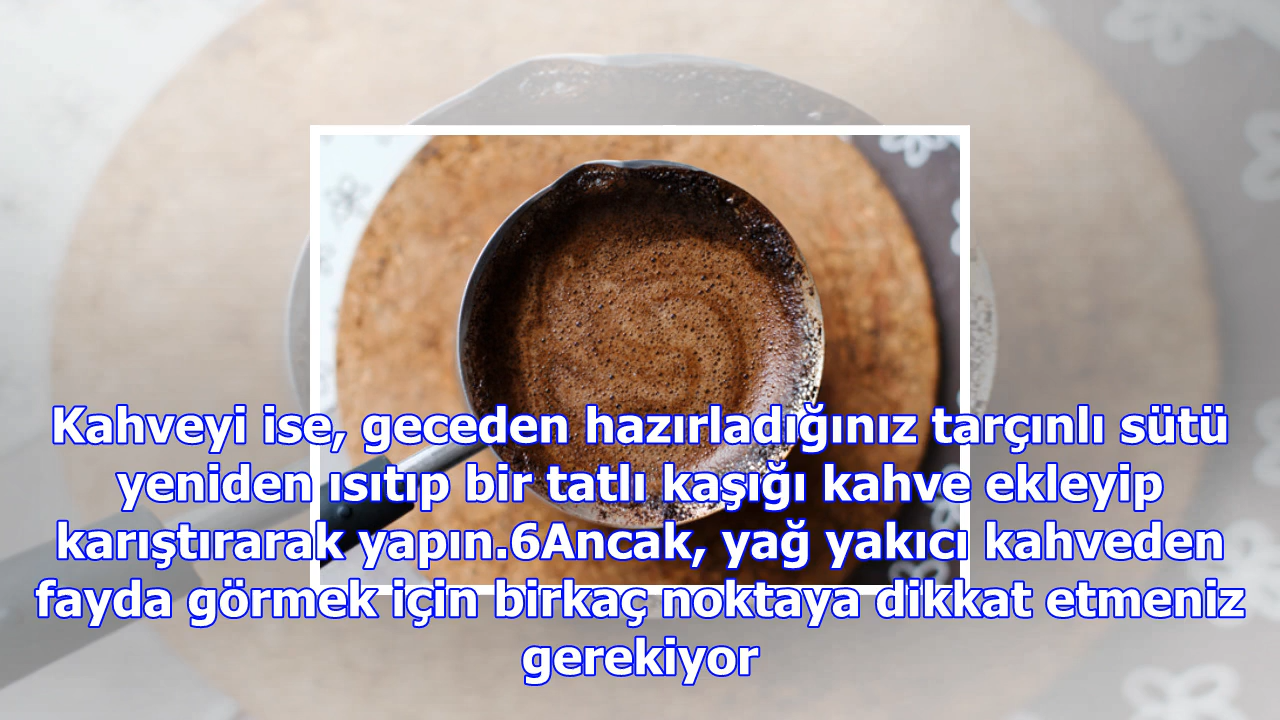 Kahveyi ise, geceden hazırladığınız tarçınlı sütü
yeniden ısıtıp bir tatlı kaşığı kahve ekleyip
karıştırarak yapın.6Ancak, yağ yakıcı kahveden
fayda görmek için birkaç noktaya dikkat etmeniz
gerekiyor